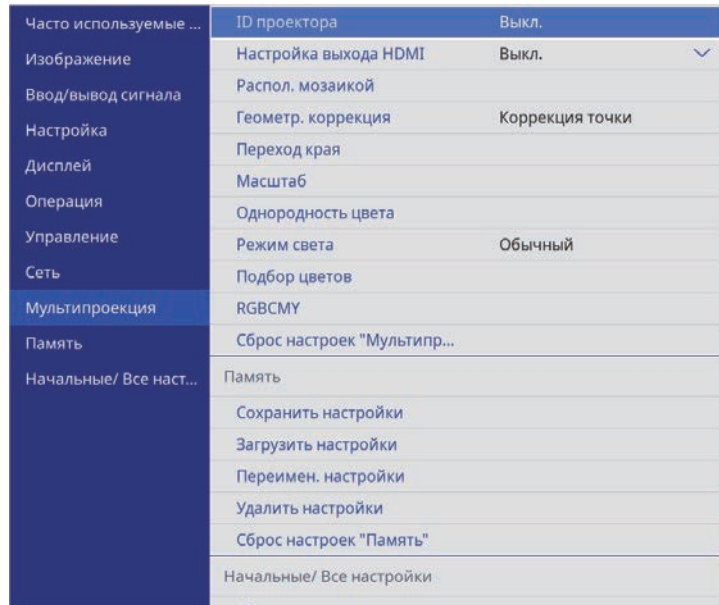 Часто используемые ...
Изображение
Ввод/вывод сигнала
Настройка
Дисплей
Операция
Управление
Сеть
Мультипроекция
Память
Начальные/ Все наст...
ID проектора Выкл.
Настройка выхода HDMI Выкл.
Распол. мозаикой
Геометр. коррекция Коррекция точки
Переход края
Масштаб
Однородность цвета
Режим света Обычный
Подбор цветов
RGBCMY
Сброс настроек "Мультипр...
Память
Сохранить настройки
Загрузить настройки
Переимен. настройки
Удалить настройки
Сброс настроек "Память"
Начальные/ Все настройки